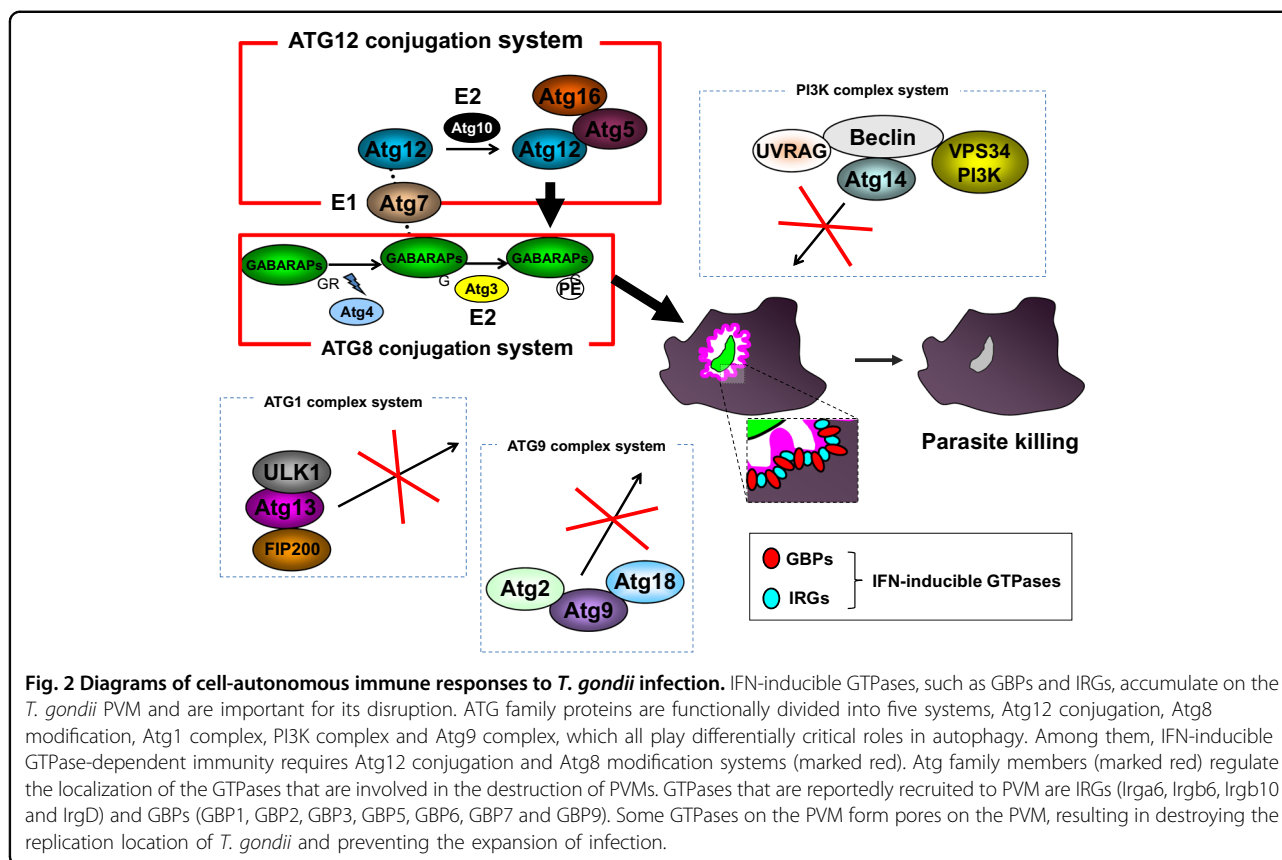 ATG12 conjugation system
E2
Atg10
Atg12
Atg16
Atg5
Atg12
E1
Atg7
GABARAPs
GR
Atg4
GABARAPs
G
Atg3
E2
GABARAPs
G
PE
ATG8 conjugation system
PI3K complex system
UVRAG
Beclin
Atg14
VPS34
PI3K
ATG1 complex system
ULK1
Atg13
FIP200
ATG9 complex system
Atg2
Atg9
Atg18
Parasite killing
GBPs
IRGs
IFN-inducible GTPases
Fig. 2 Diagrams of cell-autonomous immune responses to T. gondii infection. IFN-inducible GTPases, such as GBPs and IRGs, accumulate on the
T. gondii PVM and are important for its disruption. ATG family proteins are functionally divided into five systems, Atg12 conjugation, Atg8
modification, Atg1 complex, PI3K complex and Atg9 complex, which all play differentially critical roles in autophagy. Among them, IFN-inducible
GTPase-dependent immunity requires Atg12 conjugation and Atg8 modification systems (marked red). Atg family members (marked red) regulate
the localization of the GTPases that are involved in the destruction of PVMs. GTPases that are reportedly recruited to PVM are IRGs (Irga6, Irgb6, Irgb10
and IrgD) and GBPs (GBP1, GBP2, GBP3, GBP5, GBP6, GBP7 and GBP9). Some GTPases on the PVM form pores on the PVM, resulting in destroying the
replication location of T. gondii and preventing the expansion of infection.